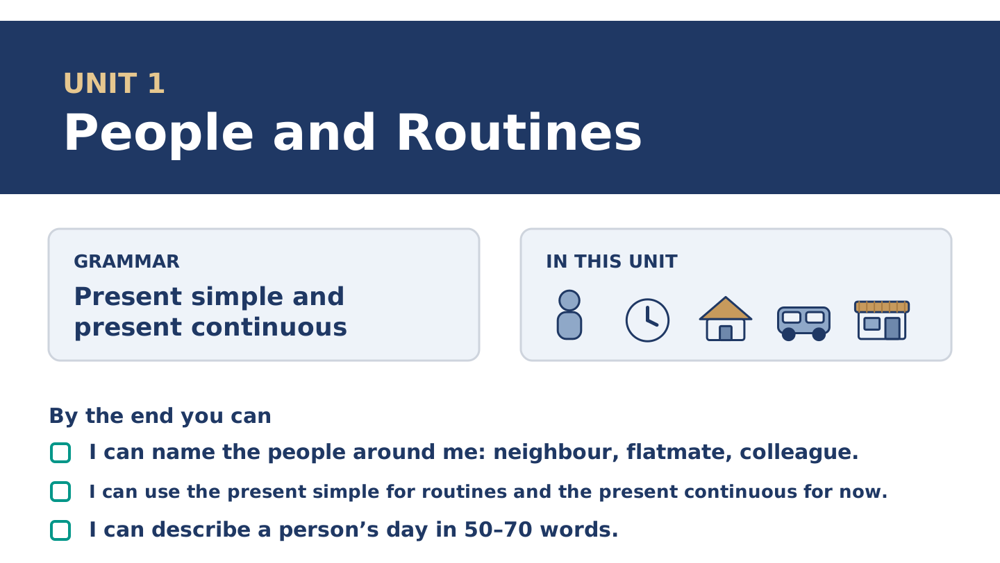 UNIT 1
People and Routines
GRAMMAR
Present simple and
present continuous
IN THIS UNIT
By the end you can
I can name the people around me: neighbour, flatmate, colleague.
I can use the present simple for routines and the present continuous for now.
I can describe a person’s day in 50–70 words.